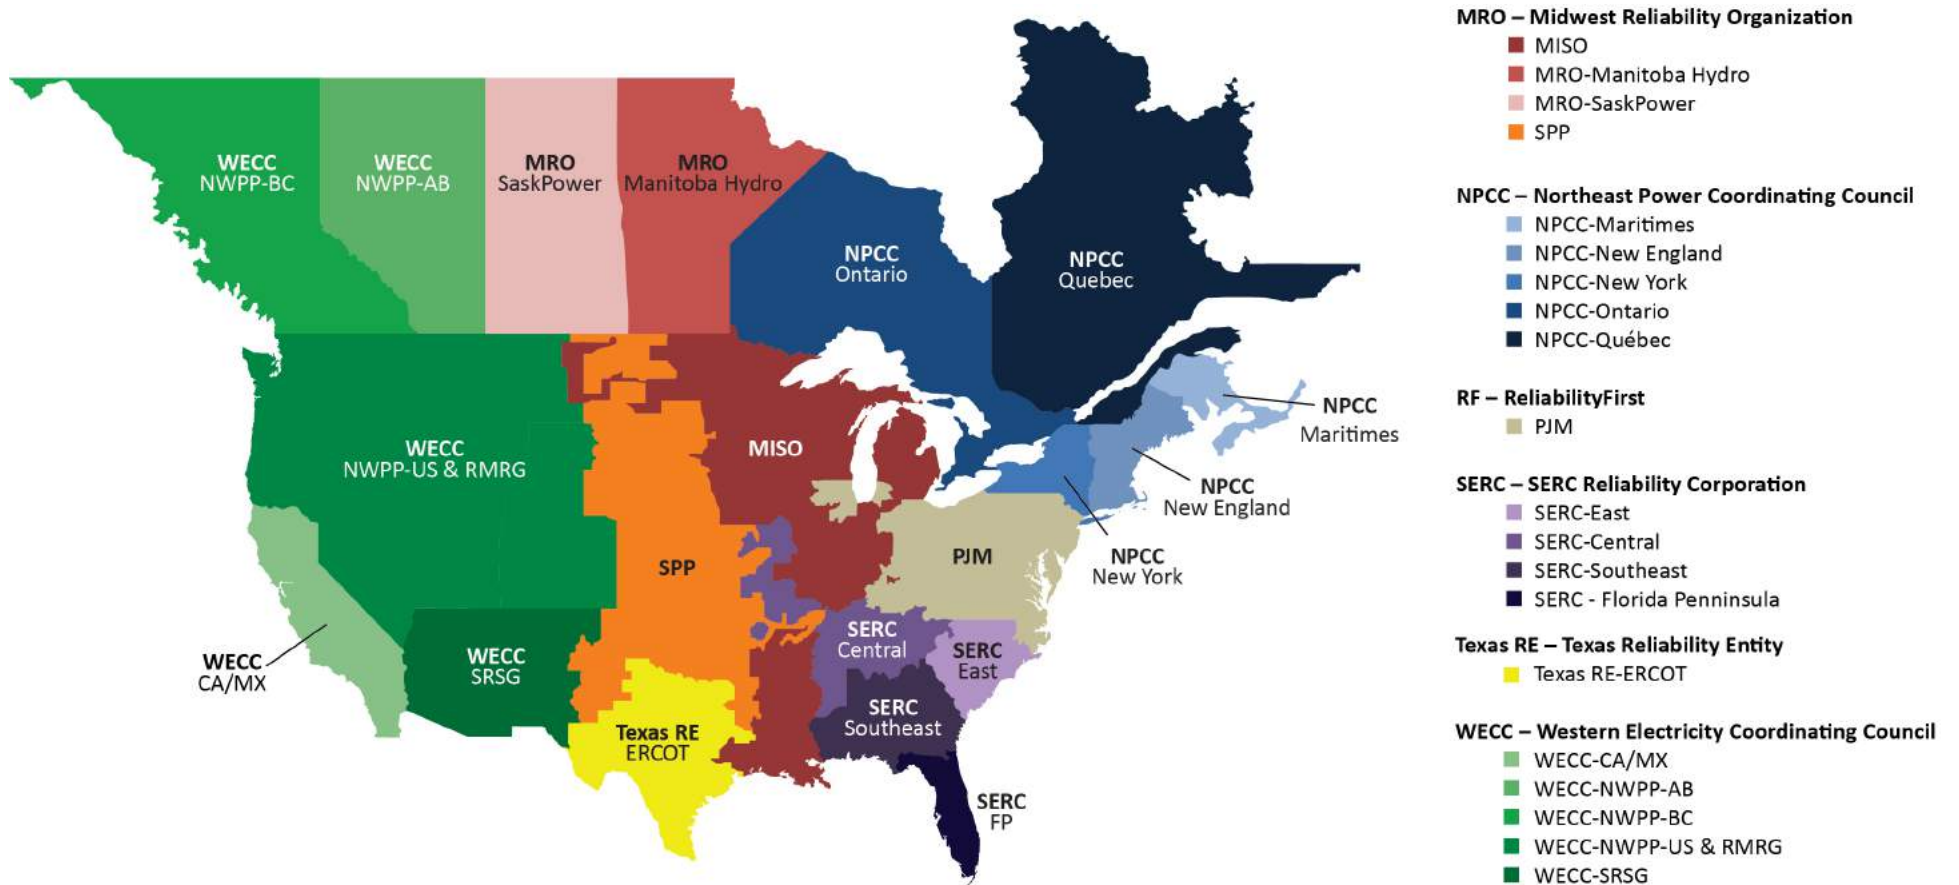 WECC
NWPP-BC
WECC
NWPP-AB
MRO
SaskPower
MRO
Manitoba Hydro
NPCC
Ontario
NPCC
Quebec
NPCC
Maritimes
WECC
NWPP-US & RMRG
MISO
NPCC
New England
SPP
PJM
NPCC
New York
WECC
CA/MX
WECC
SRSG
SERC
Central
SERC
East
SERC
Southeast
Texas RE
ERCOT
SERC
FP
MRO – Midwest Reliability Organization
MISO
MRO-Manitoba Hydro
MRO-SaskPower
SPP
NPCC – Northeast Power Coordinating Council
NPCC-Maritimes
NPCC-New England
NPCC-New York
NPCC-Ontario
NPCC-Québec
RF – ReliabilityFirst
PJM
SERC – SERC Reliability Corporation
SERC-East
SERC-Central
SERC-Southeast
SERC - Florida Penninsula
Texas RE – Texas Reliability Entity
Texas RE-ERCOT
WECC – Western Electricity Coordinating Council
WECC-CA/MX
WECC-NWPP-AB
WECC-NWPP-BC
WECC-NWPP-US & RMRG
WECC-SRSG